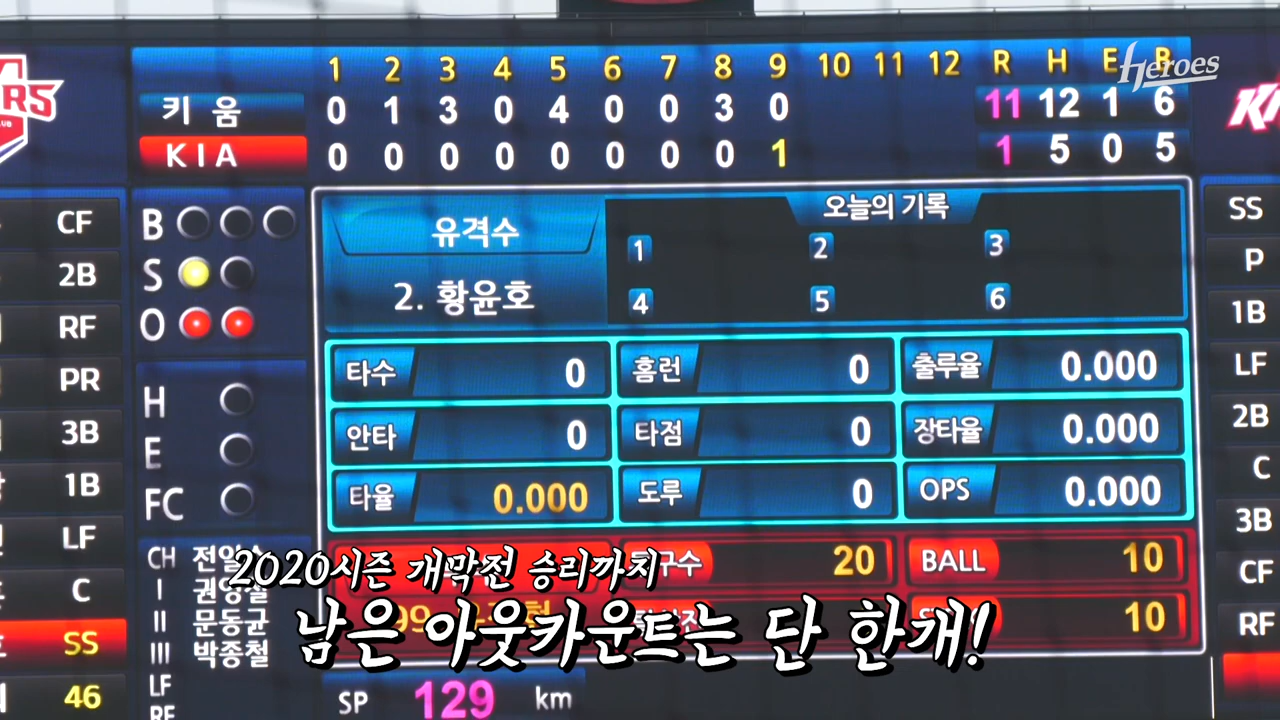 Heroes
1 2 3 4 5 6 7 8 9 10 11 12 R H E B
키움 0 1 3 0 4 0 0 3 0 11 12 1 6
KIA 0 0 0 0 0 0 0 0 1 1 5 0 5
CF
2B
RF
PR
3B
1B
LF
C
SS
46
B
S
O
H
E
FC
유격수
2. 황윤호
오늘의 기록
1 2 3
4 5 6
타수 0 홈런 0 출루율 0.000
안타 0 타점 0 장타율 0.000
타율 0.000 도루 0 OPS 0.000
20 BALL 10
10
CH
I
II 문동균
III 박종철
LF
RF
SP 129 km
SS
P
1B
LF
2B
C
3B
CF
RF
2020시즌 개막전 승리까지
남은 아웃카운트는 단 한개!